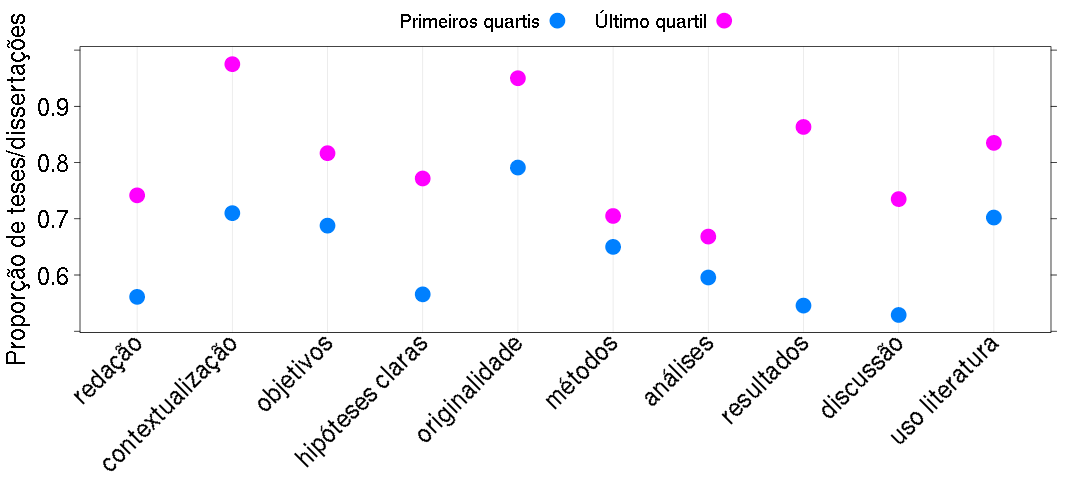 Primeiros quartis
Último quartil
Proporção de teses/dissertações
0.9
0.8
0.7
0.6
redação
contextualização
objetivos
hipóteses claras
originalidade
métodos
análises
resultados
discussão
uso literatura